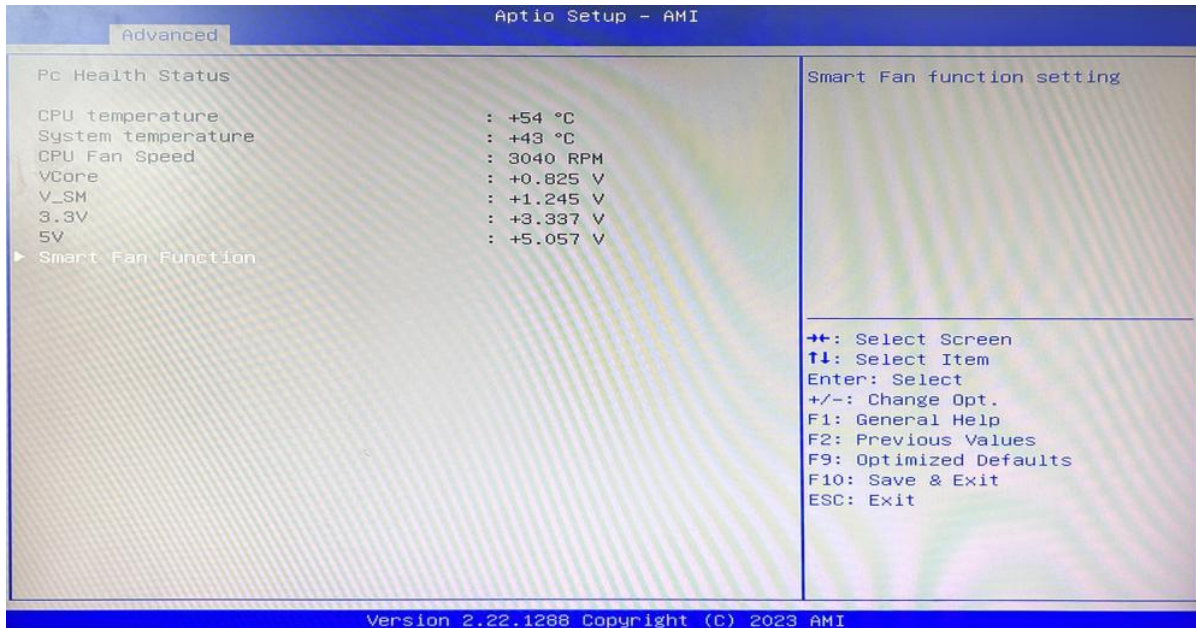 Aptio Setup - AMI
Advanced
Pc Health Status
CPU temperature : +54 °C
System temperature : +43 °C
CPU Fan Speed : 3040 RPM
VCore : +0.825 V
V_SM : +1.245 V
3.3V : +3.337 V
5V : +5.057 V
► Smart Fan Function
Smart Fan function setting
→←: Select Screen
↑↓: Select Item
Enter: Select
+/-: Change Opt.
F1: General Help
F2: Previous Values
F9: Optimized Defaults
F10: Save & Exit
ESC: Exit
Version 2.22.1288 Copyright (C) 2023 AMI